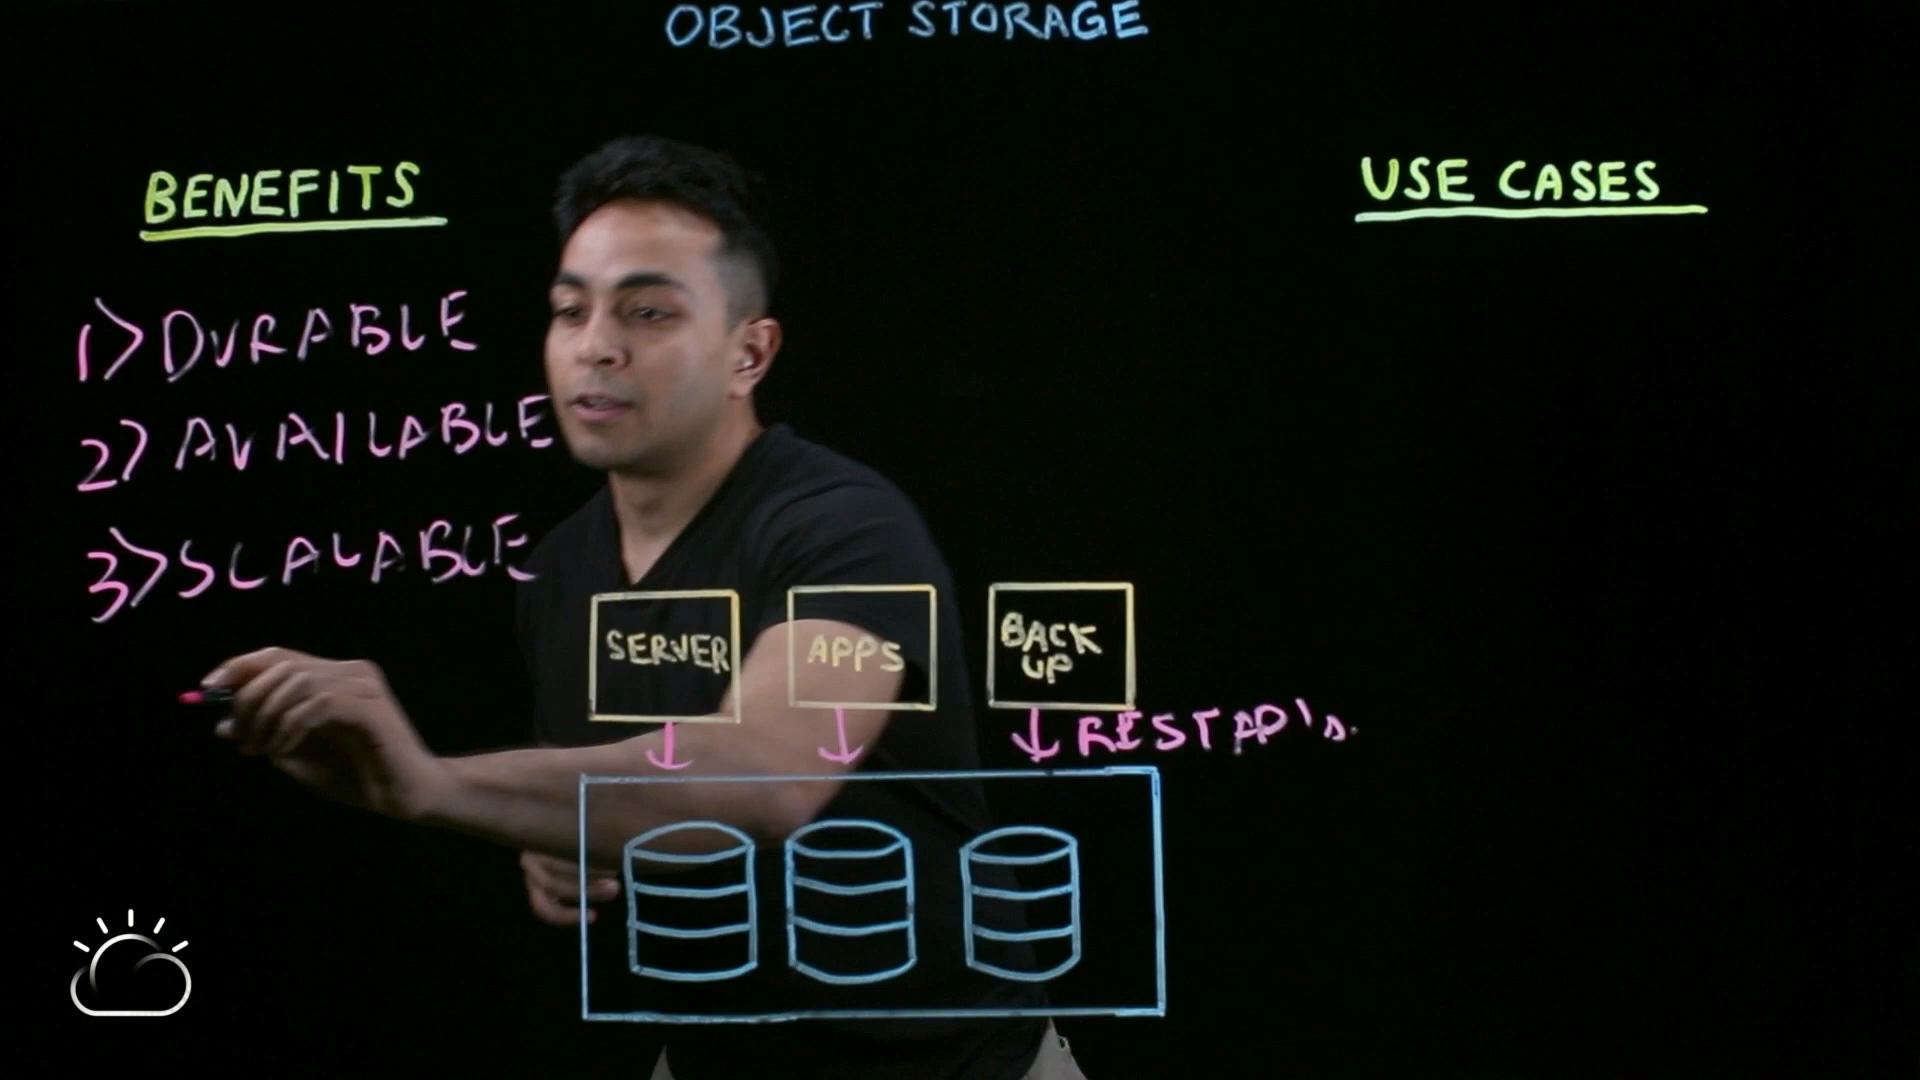 OBJECT STORAGE
BENEFITS
1) DURABLE
2) AVAILABLE
3) SCALABLE
SERVER
APPS
BACK
UP
REST API's.
USE CASES